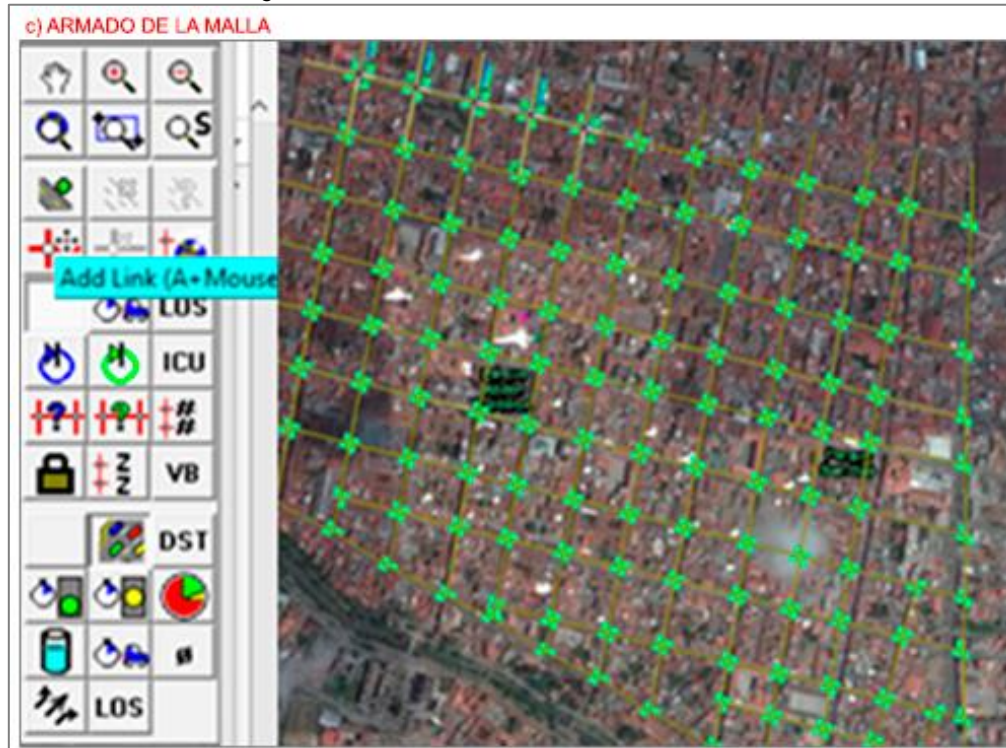 c) ARMADO DE LA MALLA
S
Add Link (A+Mouse
LOS
ICU
? ? ##
Z
Z VB
DST
ø
LOS